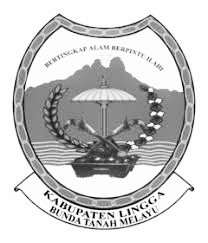 BERTINGKAP ALAM BERPINTU ILAHI
KABUPATEN LINGGA
BUNDA TANAH MELAYU